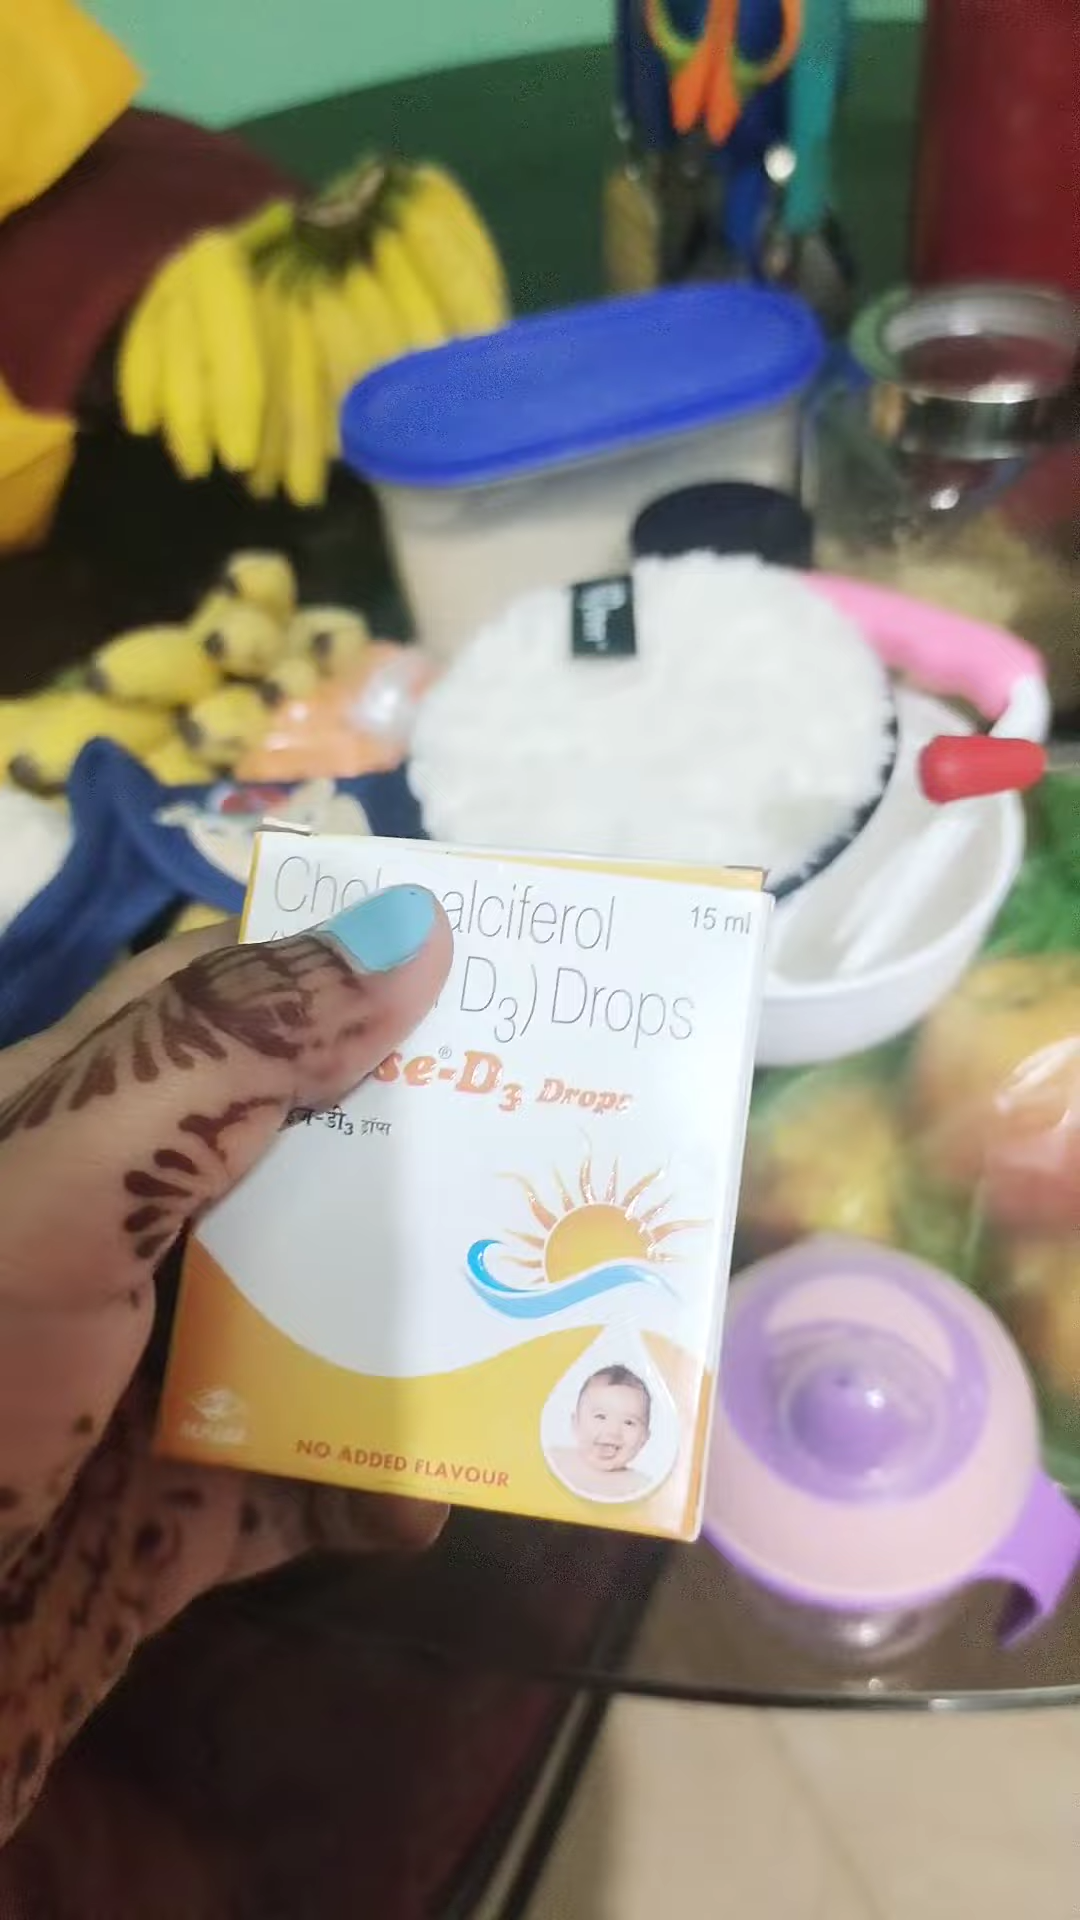 alciferol 15 ml
D₃) Drops
se®-D₃ Drops
डी₃ ड्रॉप्स
NO ADDED FLAVOUR